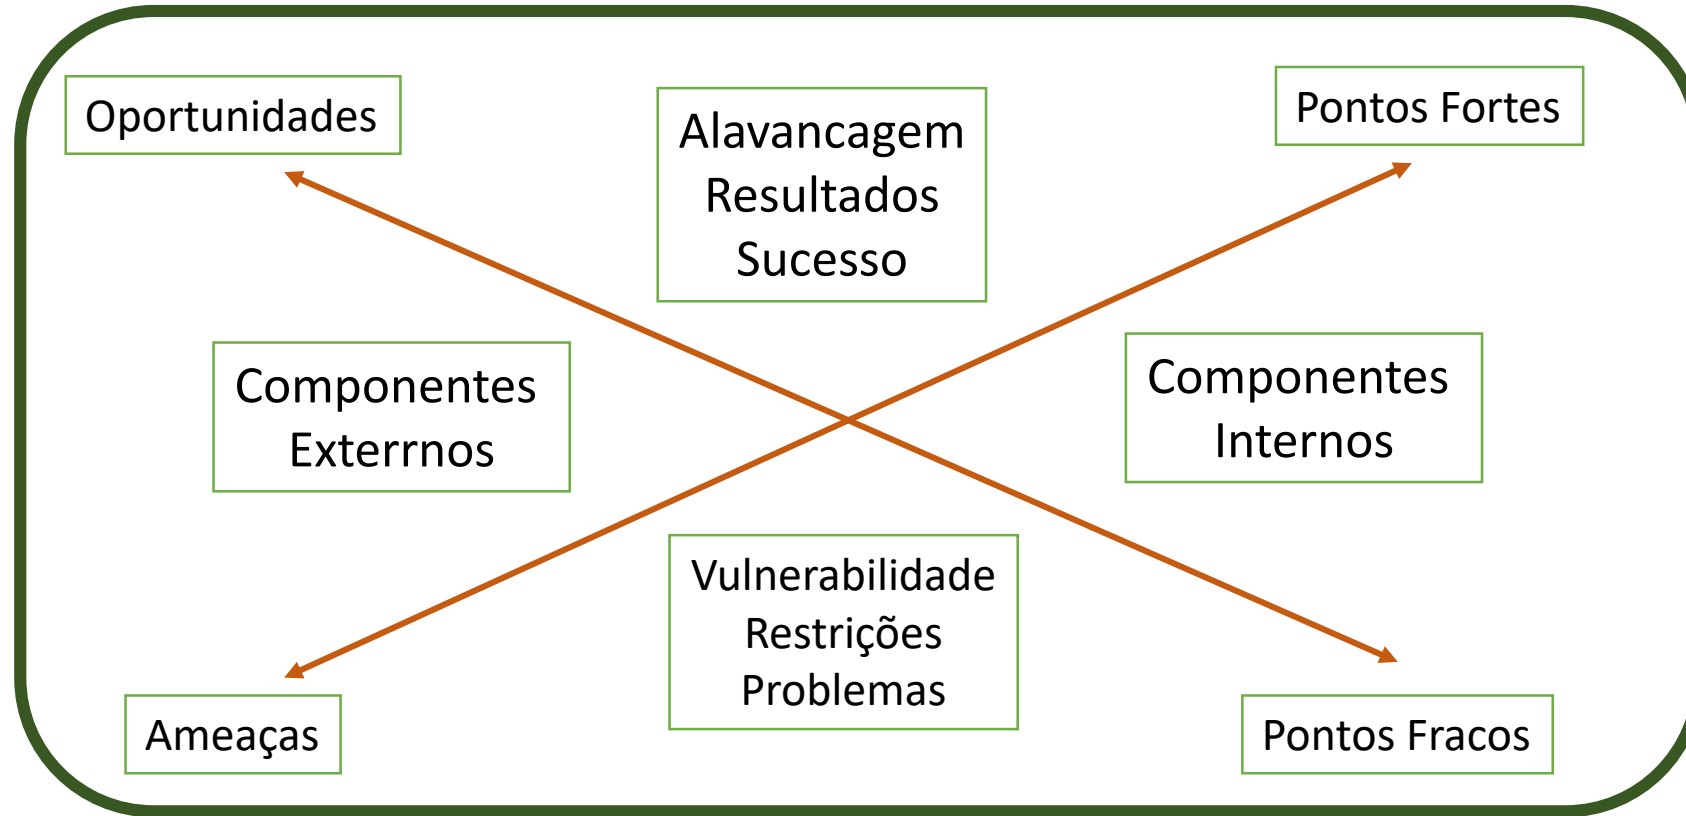 Oportunidades
Alavancagem
Resultados
Sucesso
Pontos Fortes
Componentes
Exterrnos
Componentes
Internos
Vulnerabilidade
Restrições
Problemas
Ameaças
Pontos Fracos